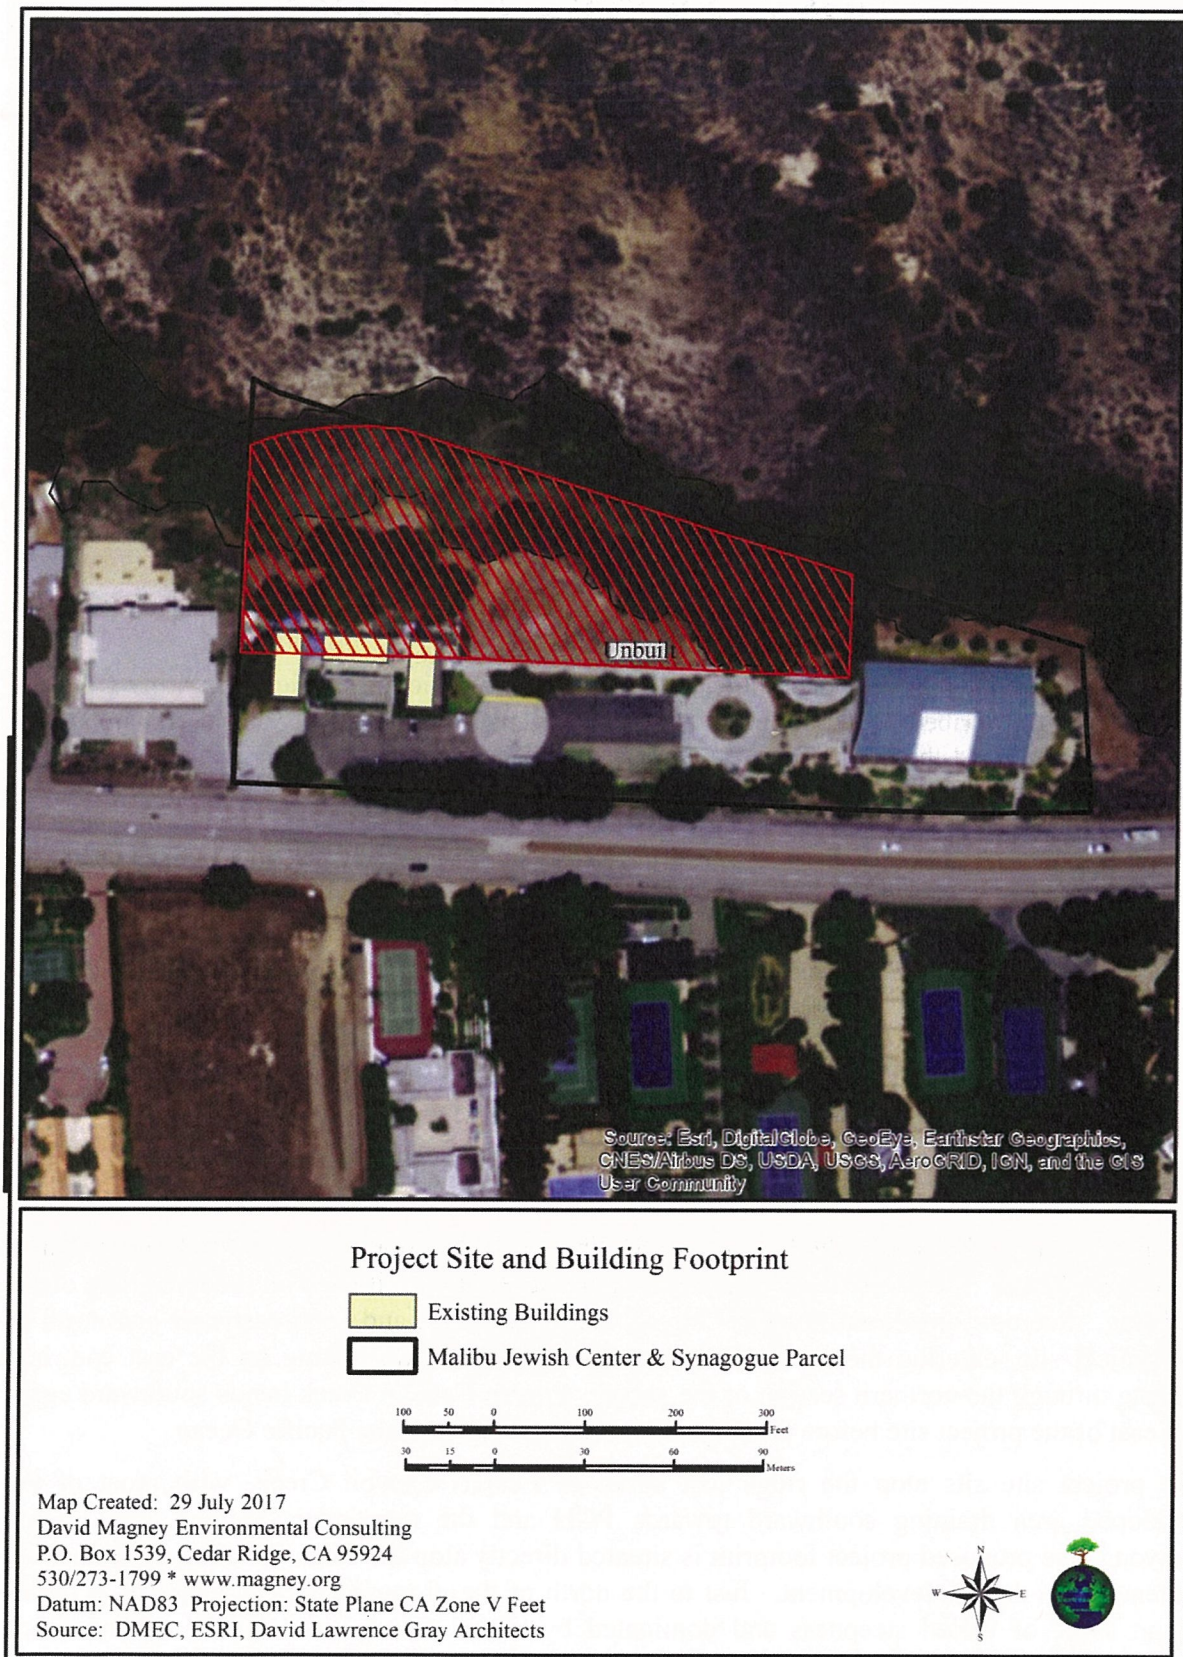 Unbuil
Source: Esri, DigitalGlobe, GeoEye, Earthstar Geographics,
CNES/Airbus DS, USDA, USGS, AeroGRID, IGN, and the GIS
User Community
Project Site and Building Footprint
Existing Buildings
Malibu Jewish Center & Synagogue Parcel
100 50 0 100 200 300
Feet
30 15 0 30 60 90
Meters
Map Created: 29 July 2017
David Magney Environmental Consulting
P.O. Box 1539, Cedar Ridge, CA 95924
530/273-1799 * www.magney.org
Datum: NAD83 Projection: State Plane CA Zone V Feet
Source: DMEC, ESRI, David Lawrence Gray Architects
N
W E
S